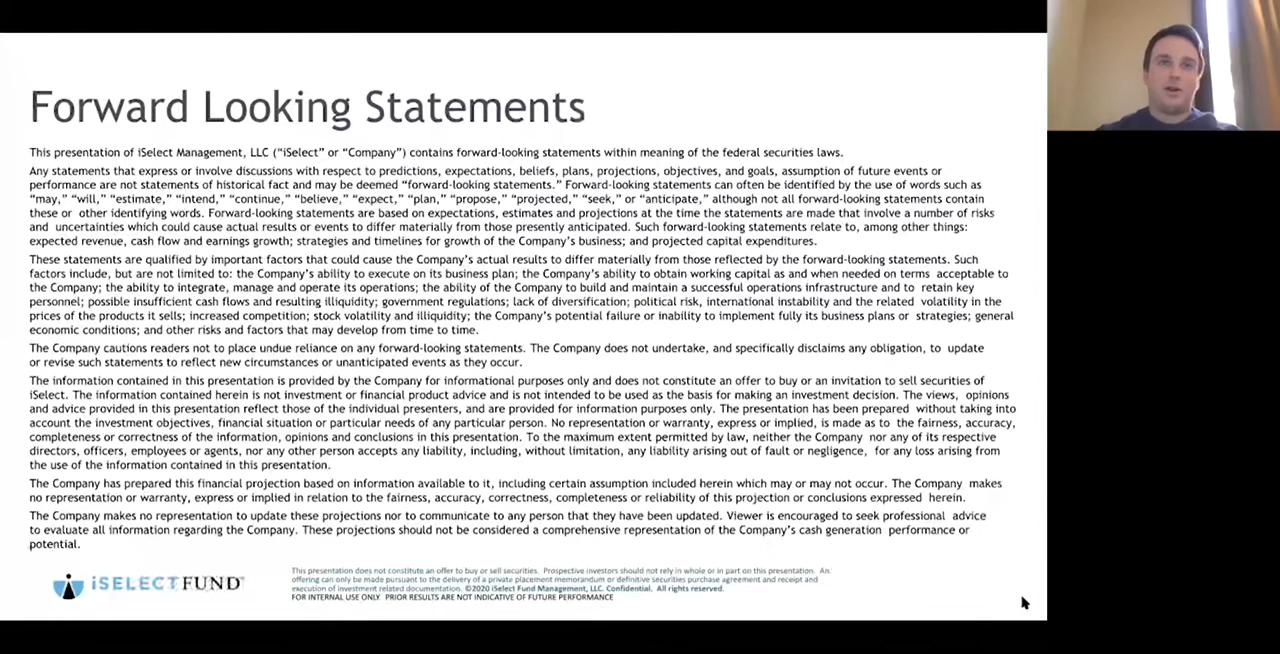 Forward Looking Statements
This presentation of iSelect Management, LLC (“iSelect” or “Company”) contains forward-looking statements within meaning of the federal securities laws.
Any statements that express or involve discussions with respect to predictions, expectations, beliefs, plans, projections, objectives, and goals, assumption of future events or
performance are not statements of historical fact and may be deemed “forward-looking statements.” Forward-looking statements can often be identified by the use of words such as
“may,” “will,” “estimate,” “intend,” “continue,” “believe,” “expect,” “plan,” “propose,” “projected,” “seek,” or “anticipate,” although not all forward-looking statements contain
these or other identifying words. Forward-looking statements are based on expectations, estimates and projections at the time the statements are made that involve a number of risks
and uncertainties which could cause actual results or events to differ materially from those presently anticipated. Such forward-looking statements relate to, among other things:
expected revenue, cash flow and earnings growth; strategies and timelines for growth of the Company’s business; and projected capital expenditures.
These statements are qualified by important factors that could cause the Company’s actual results to differ materially from those reflected by the forward-looking statements. Such
factors include, but are not limited to: the Company’s ability to execute on its business plan; the Company’s ability to obtain working capital as and when needed on terms acceptable to
the Company; the ability to integrate, manage and operate its operations; the ability of the Company to build and maintain a successful operations infrastructure and to retain key
personnel; possible insufficient cash flows and resulting illiquidity; government regulations; lack of diversification; political risk, international instability and the related volatility in the
prices of the products it sells; increased competition; stock volatility and illiquidity; the Company’s potential failure or inability to implement fully its business plans or strategies; general
economic conditions; and other risks and factors that may develop from time to time.
The Company cautions readers not to place undue reliance on any forward-looking statements. The Company does not undertake, and specifically disclaims any obligation, to update
or revise such statements to reflect new circumstances or unanticipated events as they occur.
The information contained in this presentation is provided by the Company for informational purposes only and does not constitute an offer to buy or an invitation to sell securities of
iSelect. The information contained herein is not investment or financial product advice and is not intended to be used as the basis for making an investment decision. The views, opinions
and advice provided in this presentation reflect those of the individual presenters, and are provided for information purposes only. The presentation has been prepared without taking into
account the investment objectives, financial situation or particular needs of any particular person. No representation or warranty, express or implied, is made as to the fairness, accuracy,
completeness or correctness of the information, opinions and conclusions in this presentation. To the maximum extent permitted by law, neither the Company nor any of its respective
directors, officers, employees or agents, nor any other person accepts any liability, including, without limitation, any liability arising out of fault or negligence, for any loss arising from
the use of the information contained in this presentation.
The Company has prepared this financial projection based on information available to it, including certain assumption included herein which may or may not occur. The Company makes
no representation or warranty, express or implied in relation to the fairness, accuracy, correctness, completeness or reliability of this projection or conclusions expressed herein.
The Company makes no representation to update these projections nor to communicate to any person that they have been updated. Viewer is encouraged to seek professional advice
to evaluate all information regarding the Company. These projections should not be considered a comprehensive representation of the Company’s cash generation performance or
potential.
iSELECTFUND
This presentation does not constitute an offer to buy or sell securities. Prospective investors should not rely in whole or in part on this presentation. An
offering can only be made pursuant to the delivery of a private placement memorandum or definitive securities purchase agreement and receipt and
execution of investment related documentation. ©2020 iSelect Fund Management, LLC. Confidential. All rights reserved.
FOR INTERNAL USE ONLY PRIOR RESULTS ARE NOT INDICATIVE OF FUTURE PERFORMANCE